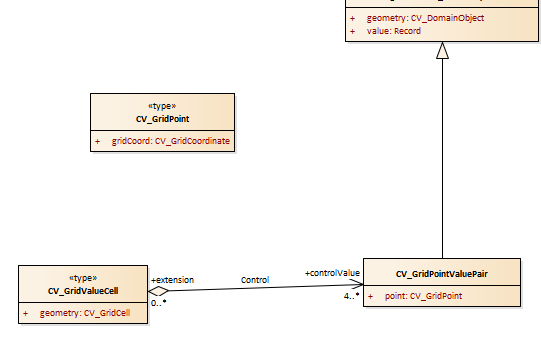 + geometry: CV_DomainObject
+ value: Record
«type»
CV_GridPoint
+ gridCoord: CV_GridCoordinate
«type»
CV_GridValueCell
+ geometry: CV_GridCell
+extension
0..*
Control
+controlValue
4..*
CV_GridPointValuePair
+ point: CV_GridPoint